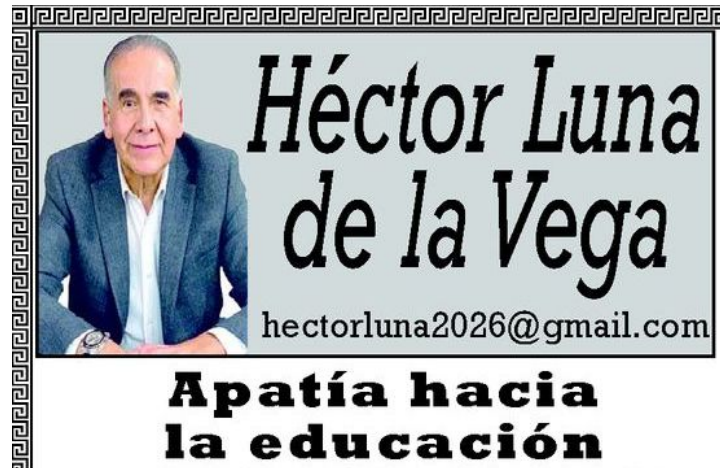 Héctor Luna
de la Vega
hectorluna2026@gmail.com
Apatía hacia
la educación